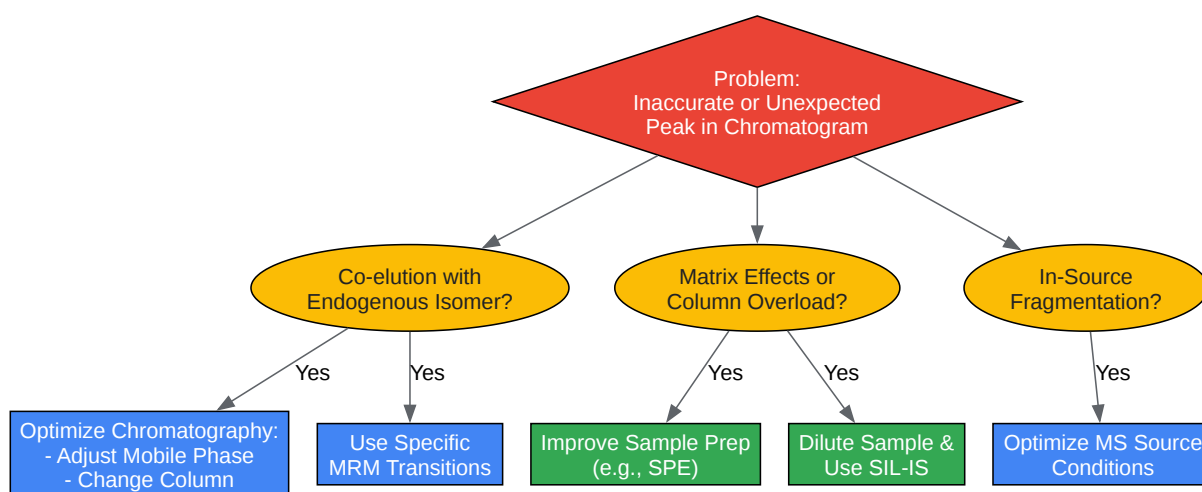 Problem:
Inaccurate or Unexpected
Peak in Chromatogram
Co-elution with
Endogenous Isomer?
Matrix Effects or
Column Overload?
In-Source
Fragmentation?
Yes
Yes
Yes
Yes
Yes
Optimize Chromatography:
- Adjust Mobile Phase
- Change Column
Use Specific
MRM Transitions
Improve Sample Prep
(e.g., SPE)
Dilute Sample &
Use SIL-IS
Optimize MS Source
Conditions